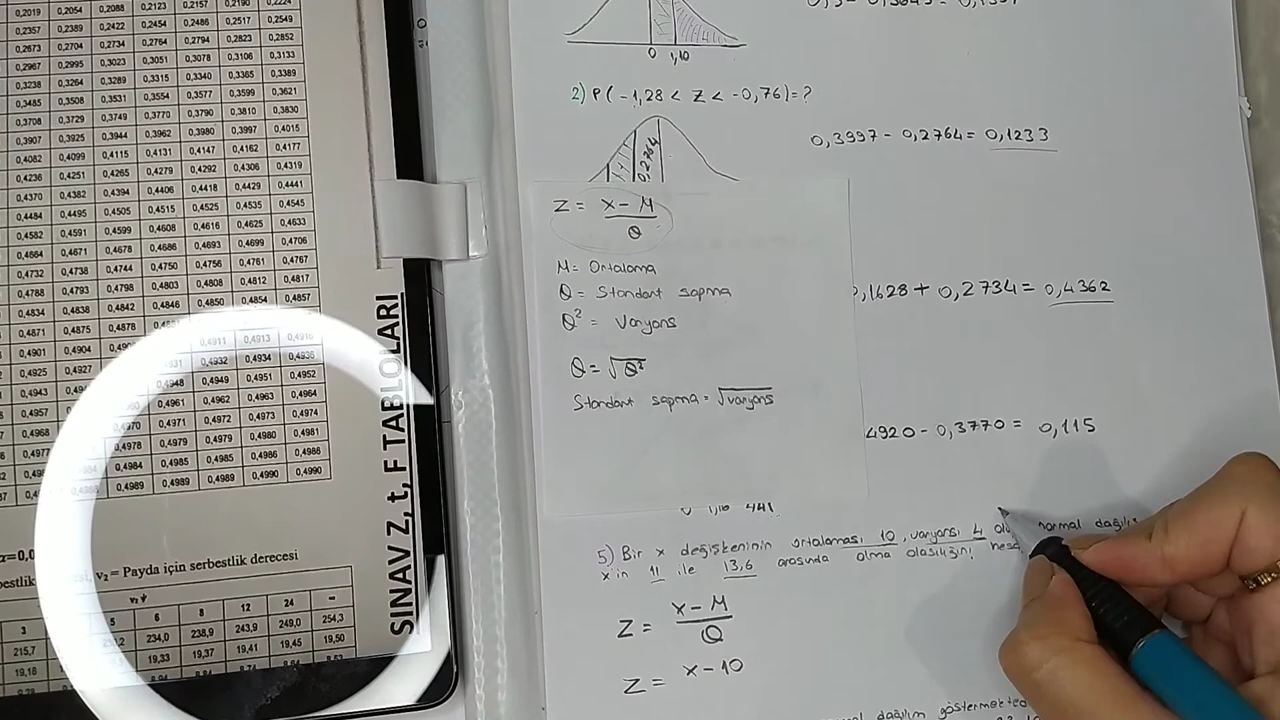 0,2019 0,2054 0,2088 0,2123 0,2157 0,2190 0,2224
0,2357 0,2389 0,2422 0,2454 0,2486 0,2517 0,2549
0,2673 0,2704 0,2734 0,2764 0,2794 0,2823 0,2852
0,2967 0,2995 0,3023 0,3051 0,3078 0,3106 0,3133
0,3238 0,3264 0,3289 0,3315 0,3340 0,3365 0,3389
0,3485 0,3508 0,3531 0,3554 0,3577 0,3599 0,3621
0,3708 0,3729 0,3749 0,3770 0,3790 0,3810 0,3830
0,3907 0,3925 0,3944 0,3962 0,3980 0,3997 0,4015
0,4082 0,4099 0,4115 0,4131 0,4147 0,4162 0,4177
0,4236 0,4251 0,4265 0,4279 0,4292 0,4306 0,4319
0,4370 0,4382 0,4394 0,4406 0,4418 0,4429 0,4441
0,4484 0,4495 0,4505 0,4515 0,4525 0,4535 0,4545
0,4582 0,4591 0,4599 0,4608 0,4616 0,4625 0,4633
0,4664 0,4671 0,4678 0,4686 0,4693 0,4699 0,4706
0,4732 0,4738 0,4744 0,4750 0,4756 0,4761 0,4767
0,4788 0,4793 0,4798 0,4803 0,4808 0,4812 0,4817
0,4834 0,4838 0,4842 0,4846 0,4850 0,4854 0,4857
0,4871 0,4875 0,4878
0,4911 0,4913 0,4916
0,4901 0,4904
0,4932 0,4934 0,4936
0,4925 0,4927
0,4948 0,4949 0,4951 0,4952
0,4943
0,4961 0,4962 0,4963 0,4964
0,4957
0,4970 0,4971 0,4972 0,4973 0,4974
0,4968
0,4978 0,4979 0,4979 0,4980 0,4981
0,4984 0,4985 0,4985 0,4986 0,4986
0,4989 0,4989 0,4989 0,4990 0,4990
α=0,0
v₂= Payda için serbestlik derecesi
3 5 6 8 12 24 ∞
215,7 234,0 238,9 243,9 249,0 254,3
19,16 19,33 19,37 19,41 19,45 19,50
SINAV Z, t, F TABLOLARI
0 1,10
2) P(-1,28 < Z < -0,76)=?
0,2764
0,3997 - 0,2764 = 0,1233
Z = x - M / Q
M = Ortalama
Q = Standart sapma
Q² = Varyans
Q = √Q²
Standart sapma = √varyans
,1628 + 0,2734 = 0,4362
4920 - 0,3770 = 0,115
5) Bir x değişkeninin ortalaması 10, varyansı 4 normal
x in 11 ile 13,6 arasında olma olasılığını
Z = x - M / Q
Z = x - 10
dağılım